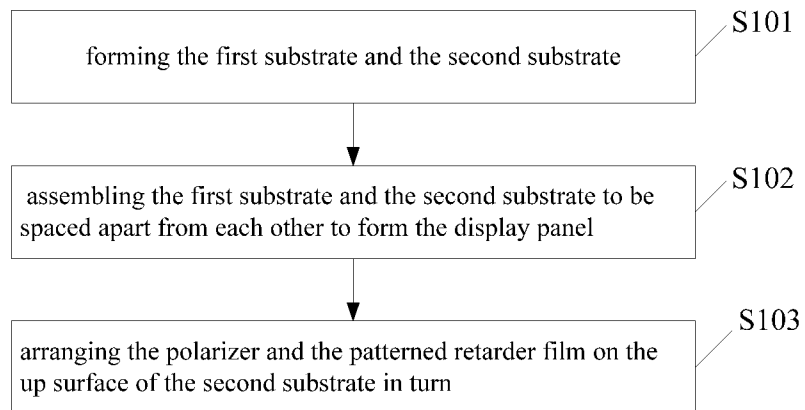 S101
forming the first substrate and the second substrate
S102
assembling the first substrate and the second substrate to be
spaced apart from each other to form the display panel
S103
arranging the polarizer and the patterned retarder film on the
up surface of the second substrate in turn